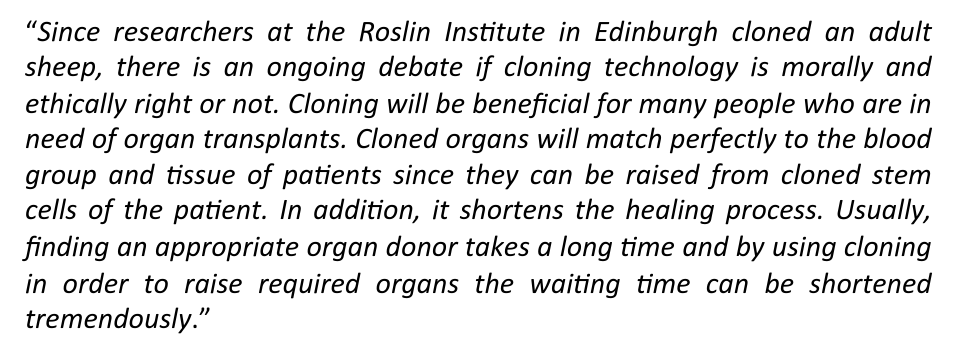 “Since researchers at the Roslin Institute in Edinburgh cloned an adult
sheep, there is an ongoing debate if cloning technology is morally and
ethically right or not. Cloning will be beneficial for many people who are in
need of organ transplants. Cloned organs will match perfectly to the blood
group and tissue of patients since they can be raised from cloned stem
cells of the patient. In addition, it shortens the healing process. Usually,
finding an appropriate organ donor takes a long time and by using cloning
in order to raise required organs the waiting time can be shortened
tremendously.”